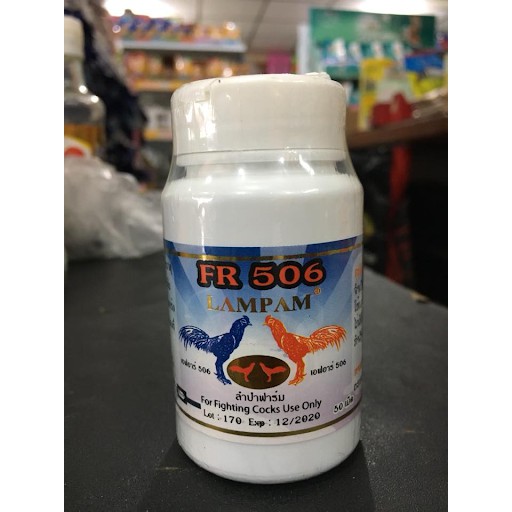 FR 506
LAMPAM®
เอฟอาร์ 506
เอฟอาร์ 506
ลำปำฟาร์ม
For Fighting Cocks Use Only
Lot : 170 Exp : 12/2020
50 เม็ด